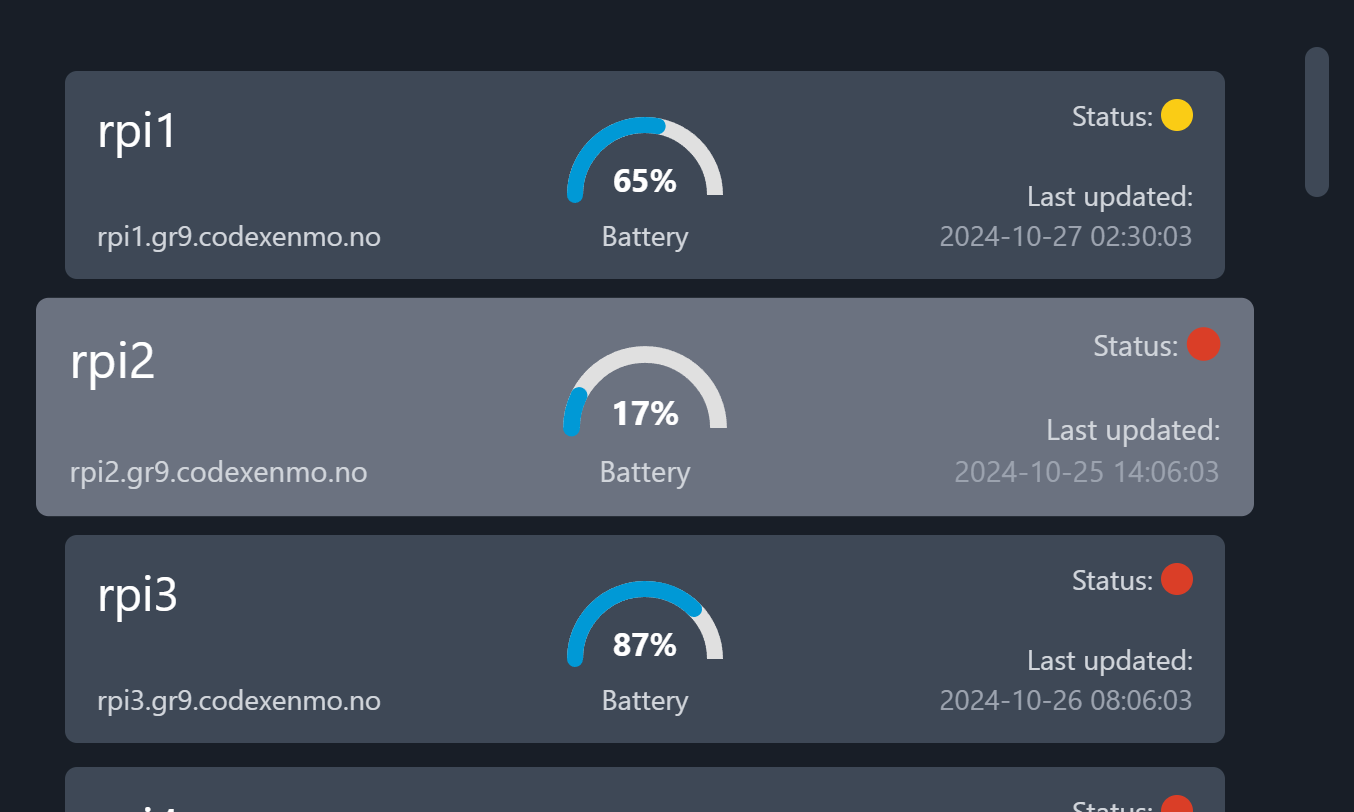 rpi1
Status:
65%
Last updated:
rpi1.gr9.codexenmo.no
Battery
2024-10-27 02:30:03
rpi2
Status:
17%
Last updated:
rpi2.gr9.codexenmo.no
Battery
2024-10-25 14:06:03
rpi3
Status:
87%
Last updated:
rpi3.gr9.codexenmo.no
Battery
2024-10-26 08:06:03
Status: